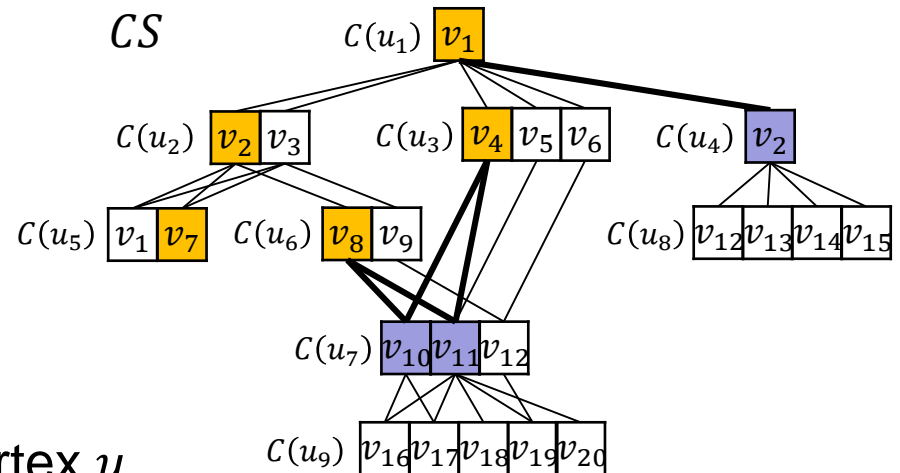 CS C(u₁) v₁
C(u₂) v₂ v₃ C(u₃) v₄ v₅ v₆ C(u₄) v₂
C(u₅) v₁ v₇ C(u₆) v₈ v₉ C(u₈) v₁₂ v₁₃ v₁₄ v₁₅
C(u₇) v₁₀ v₁₁ v₁₂
C(u₉) v₁₆ v₁₇ v₁₈ v₁₉ v₂₀
u